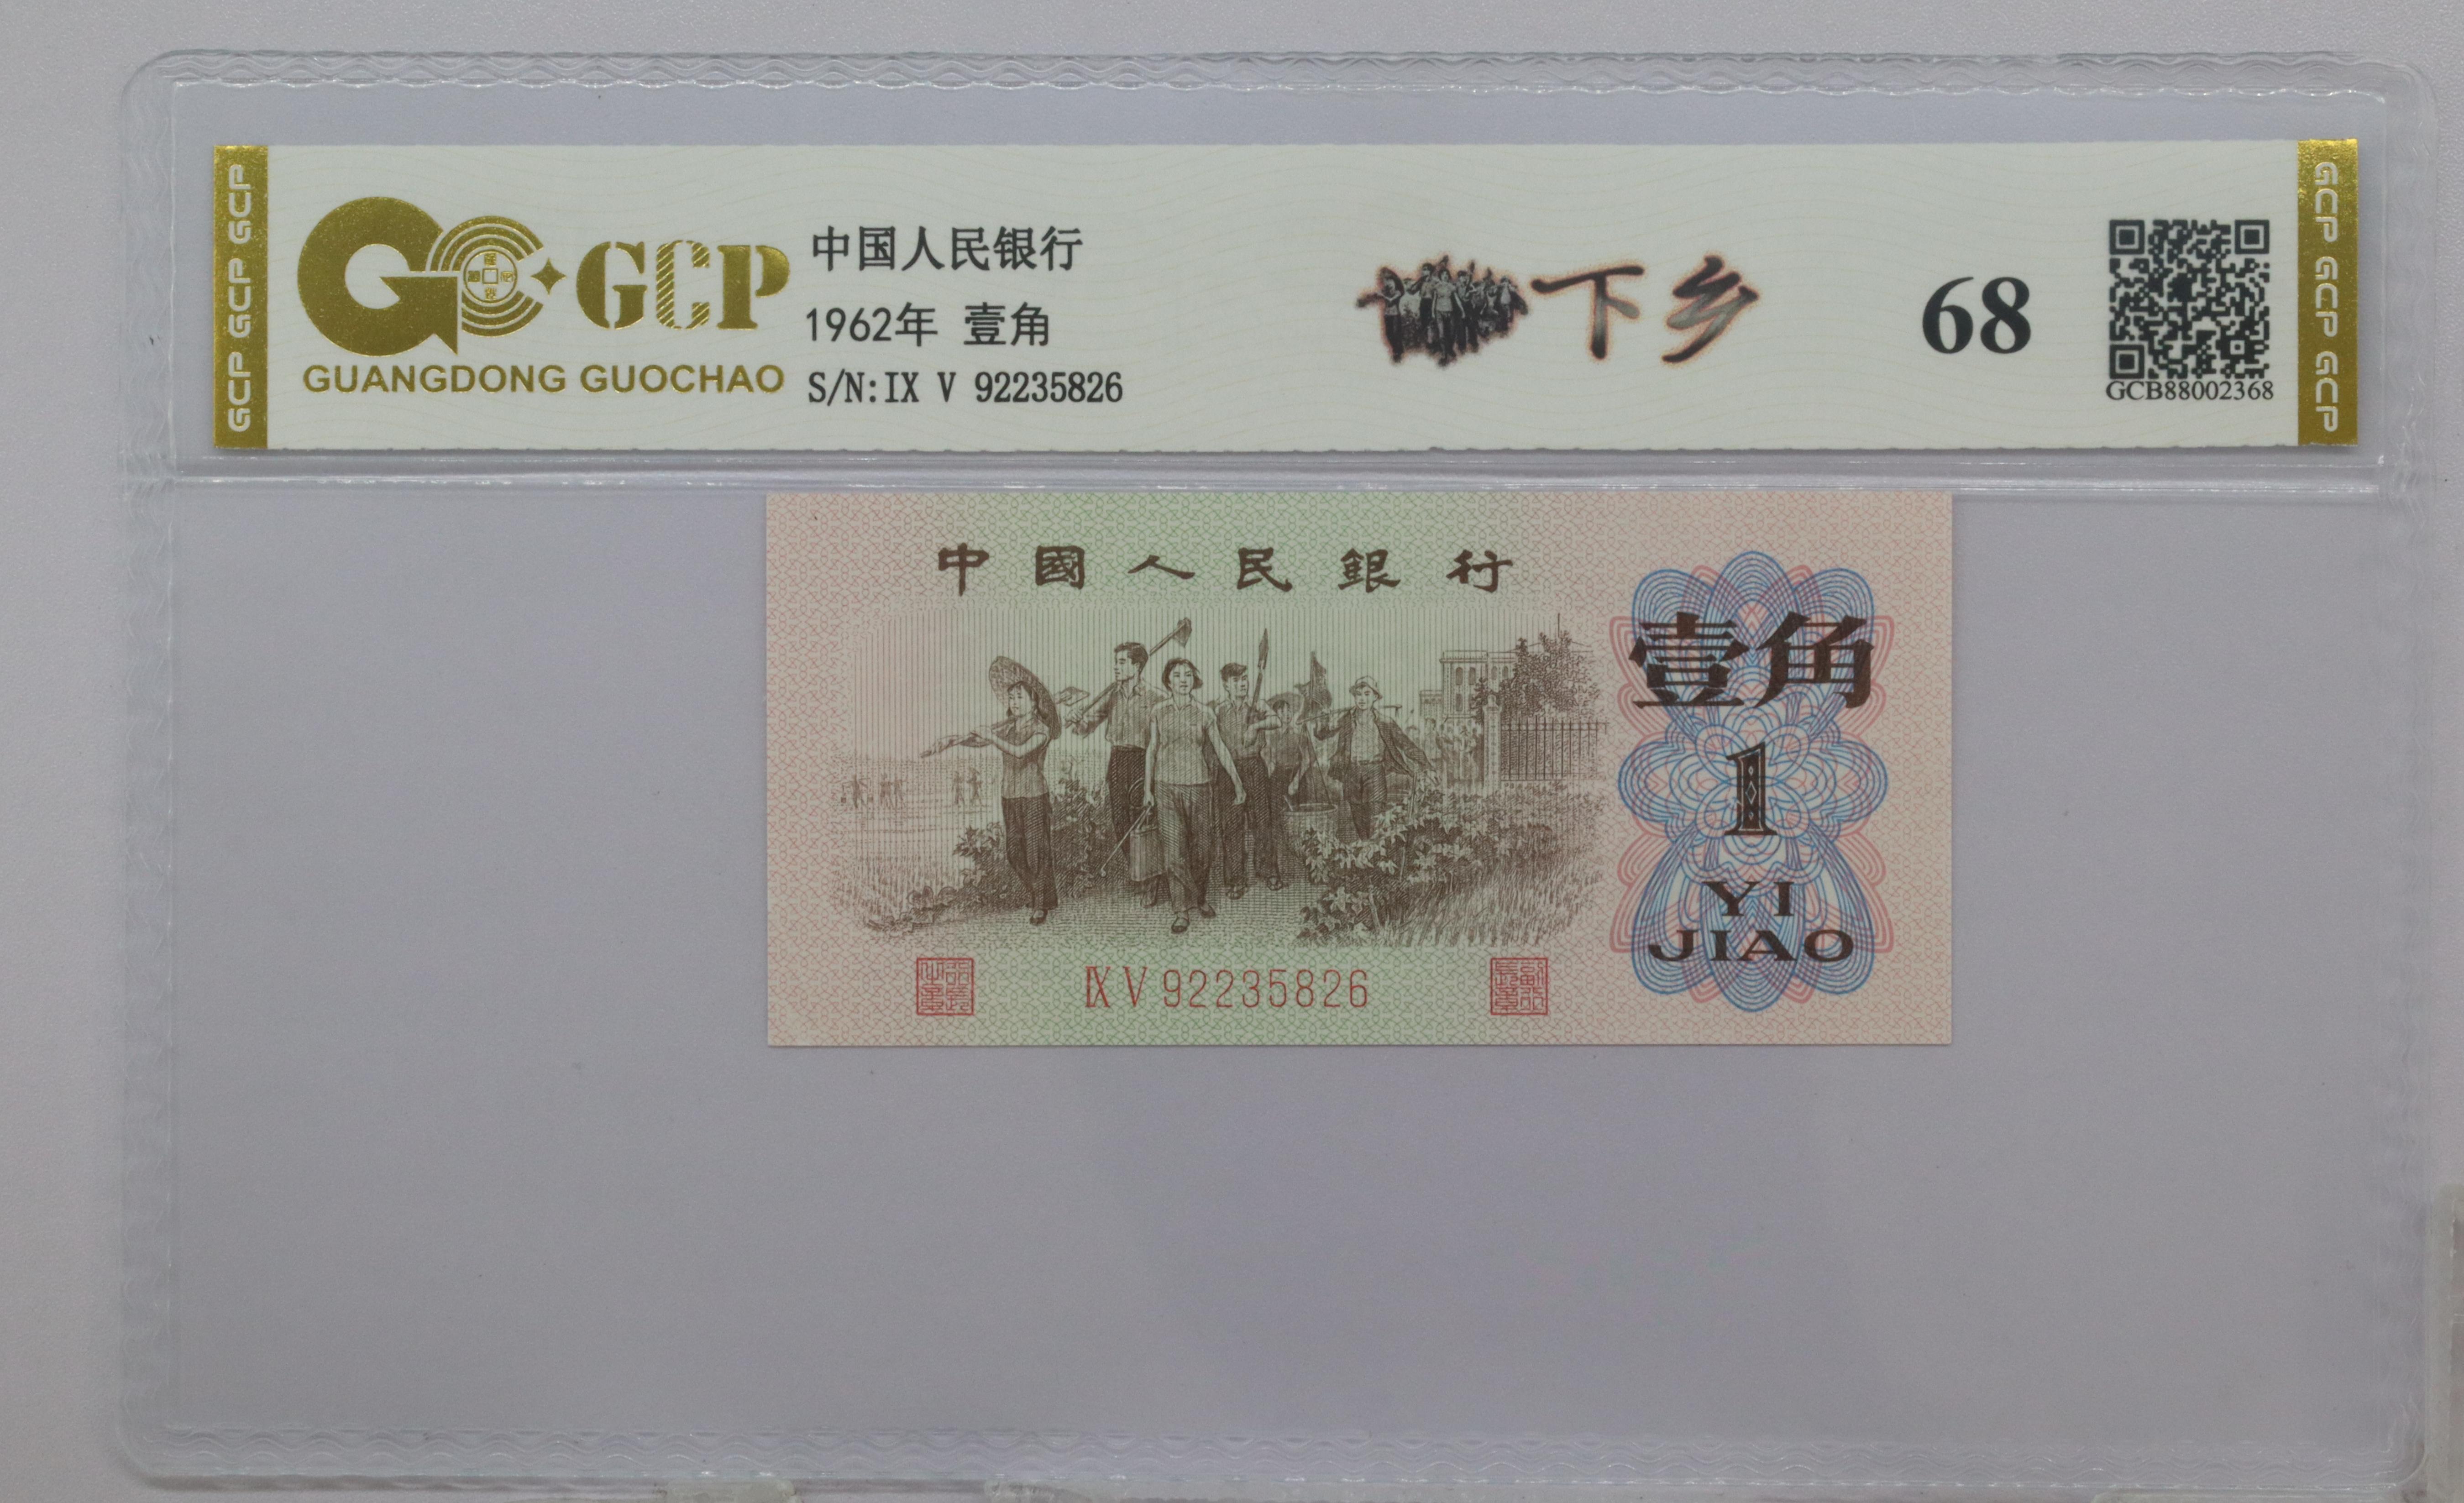 GCP GCP GCP
GCP
GUANGDONG GUOCHAO
中国人民银行
1962年 壹角
S/N:IX V 92235826
下乡
68
GCB88002368
GCP GCP GCP
中國人民銀行
壹角
1
YI
JIAO
IX V 92235826